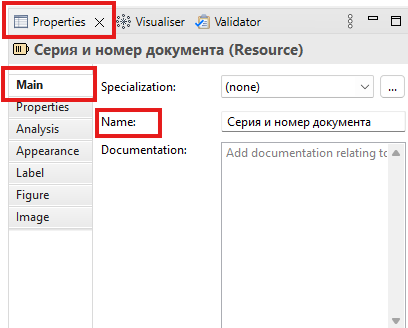 Properties Visualiser Validator
Серия и номер документа (Resource)
Main
Properties
Analysis
Appearance
Label
Figure
Image
Specialization: (none) ...
Name: Серия и номер документа
Documentation: Add documentation relating to